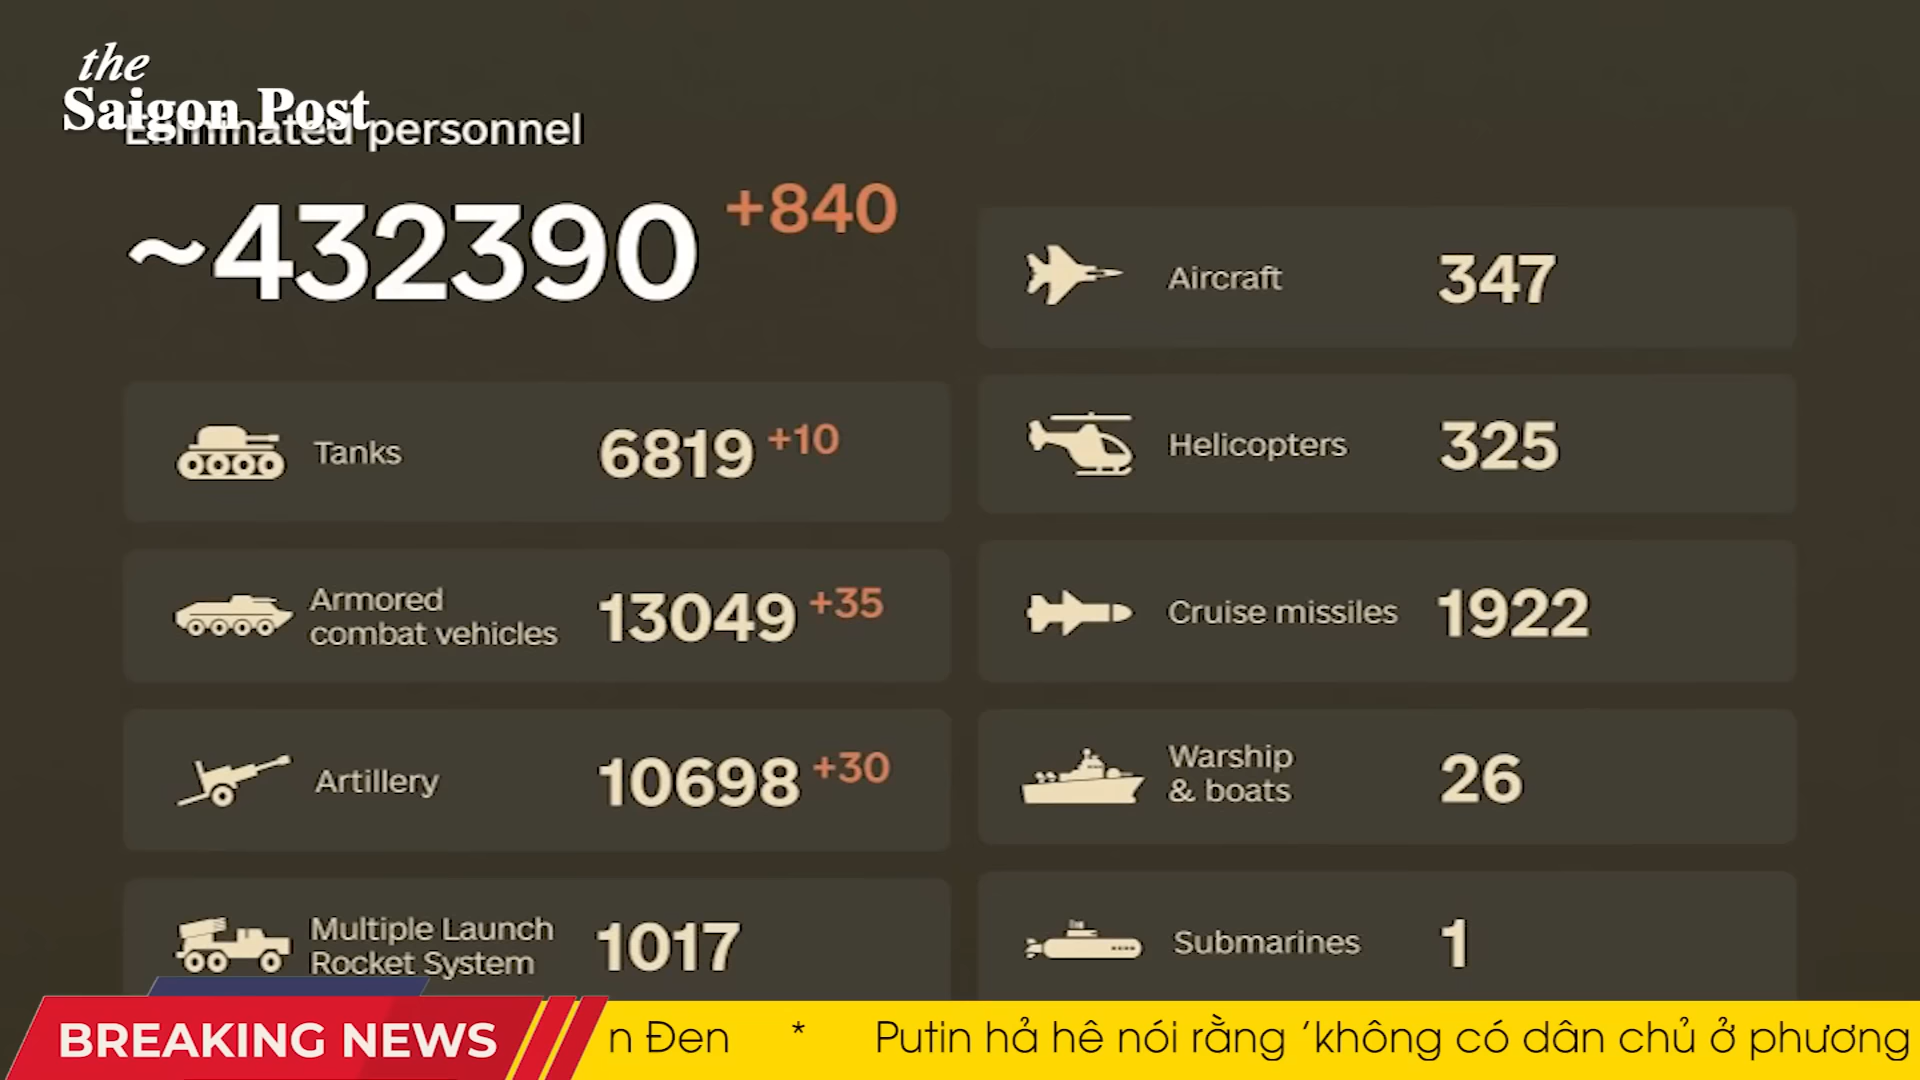 the
Saigon Post
Eliminated personnel
~432390 +840
Tanks 6819 +10
Armored
combat vehicles 13049 +35
Artillery 10698 +30
Multiple Launch
Rocket System 1017
Aircraft 347
Helicopters 325
Cruise missiles 1922
Warship
& boats 26
Submarines 1
BREAKING NEWS
n Đen * Putin hả hê nói rằng ‘không có dân chủ ở phương